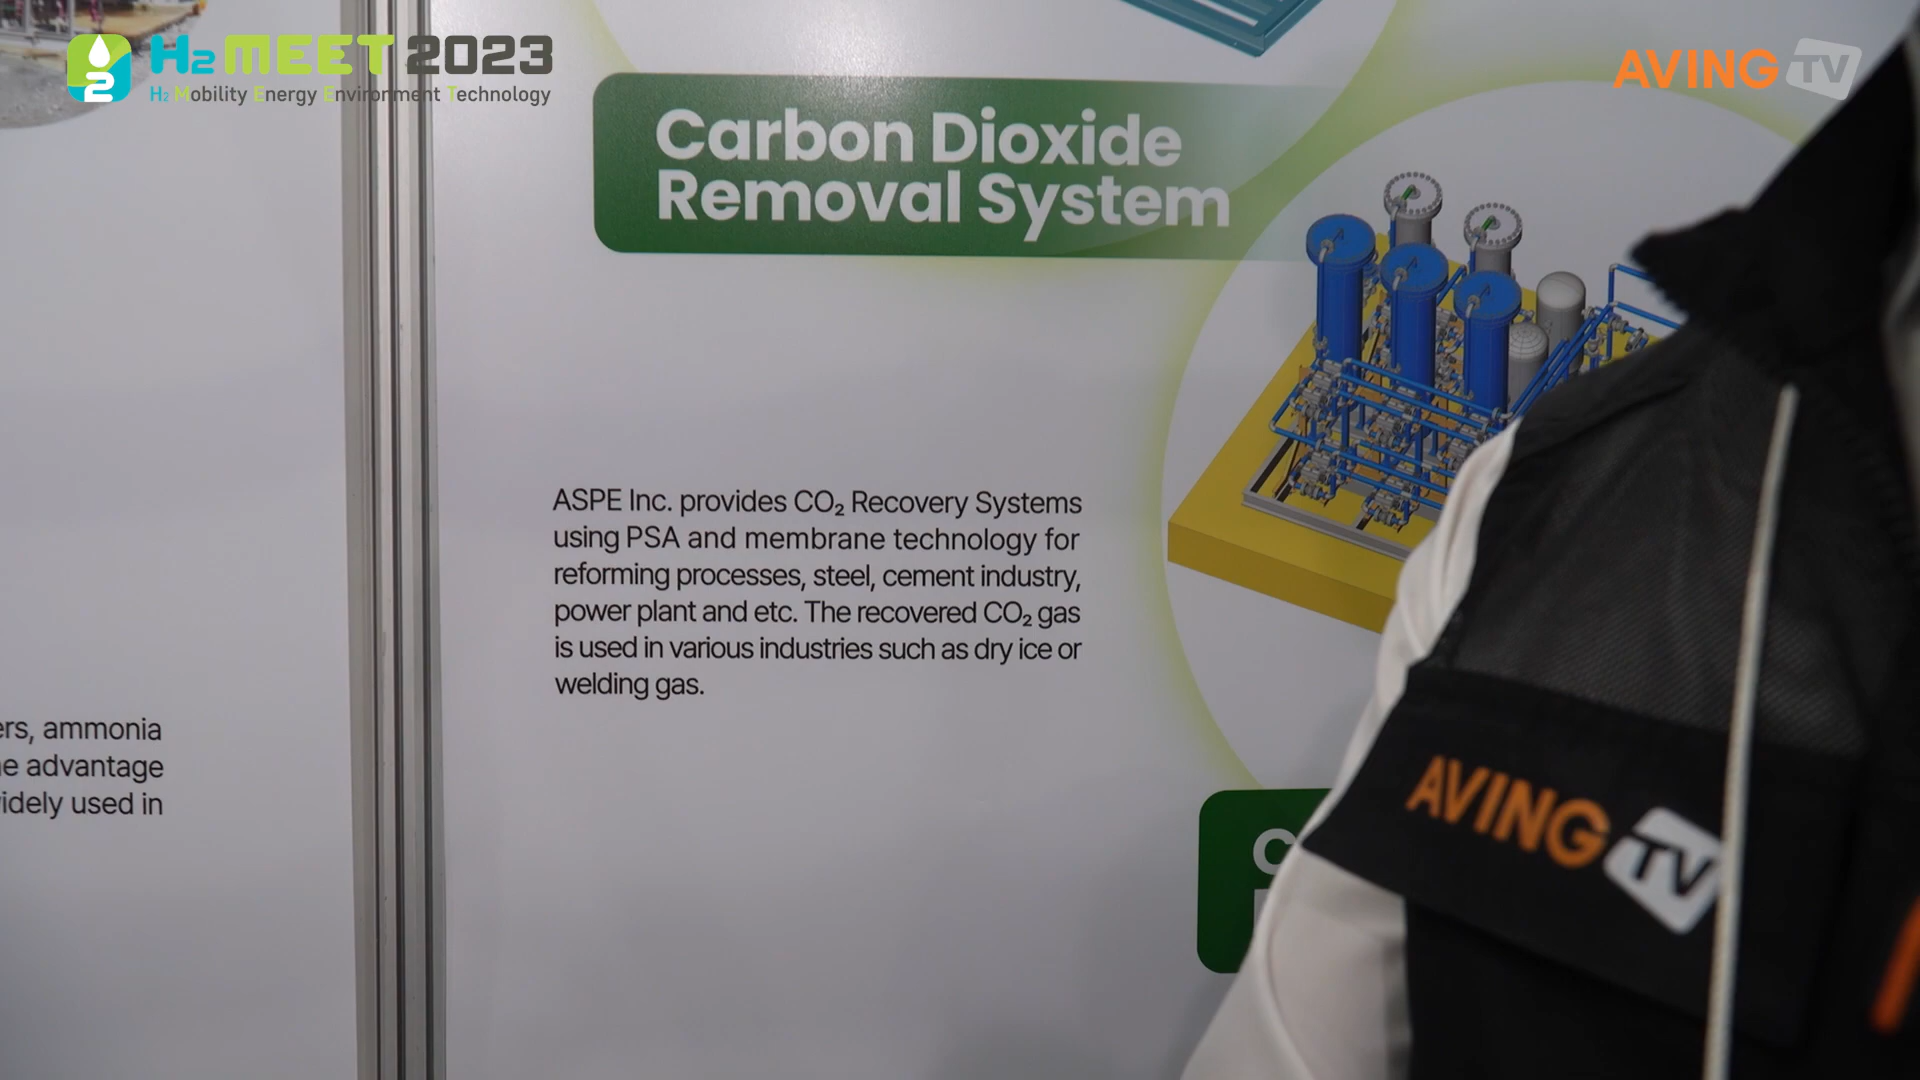 H2 MEET 2023
H2 Mobility Energy Environment Technology
AVING TV
Carbon Dioxide
Removal System
ASPE Inc. provides CO₂ Recovery Systems
using PSA and membrane technology for
reforming processes, steel, cement industry,
power plant and etc. The recovered CO₂ gas
is used in various industries such as dry ice or
welding gas.
ammonia
advantage
used in
AVING TV